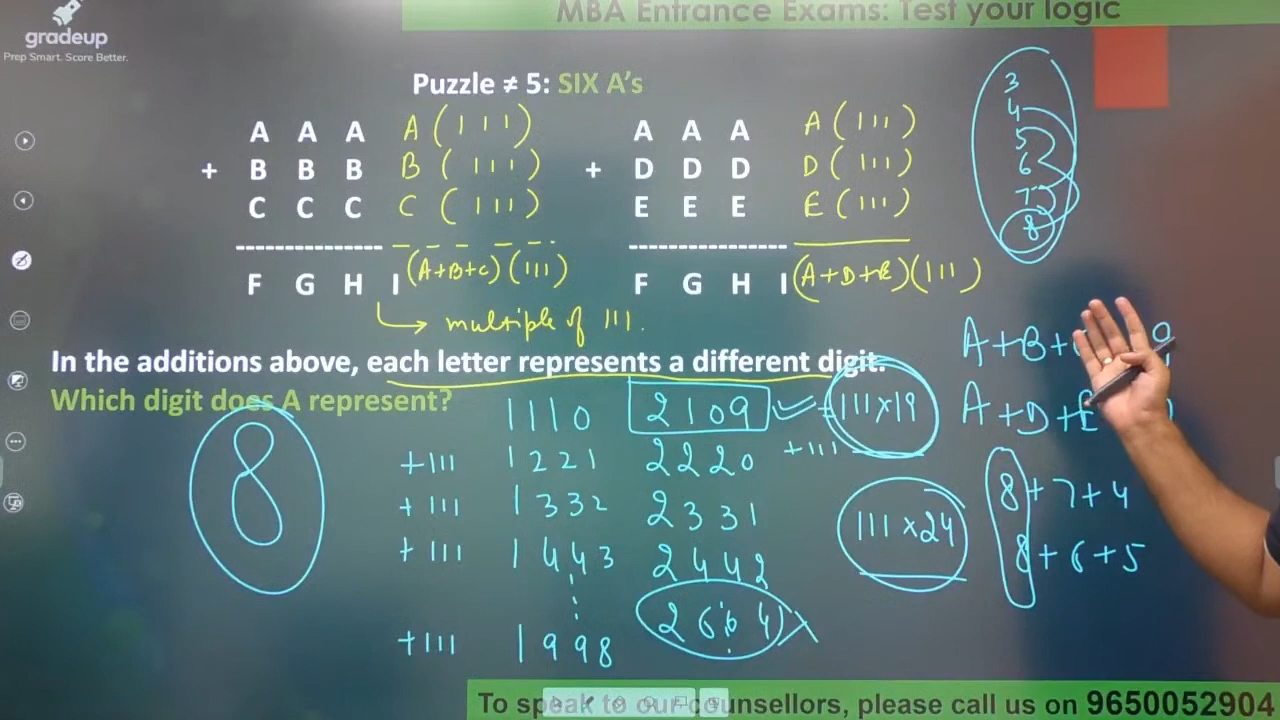 MBA Entrance Exams: Test your logic
gradeup
Prep Smart. Score Better.
Puzzle ≠ 5: SIX A's
A A A
+ B B B
C C C
---------------
F G H I
A (111)
B (111)
C (111)
(A+B+C)(111)
multiple of 111.
A A A
+ D D D
E E E
---------------
F G H I
A (111)
D (111)
E (111)
(A+D+E)(111)
3
4
5
6
7
8
In the additions above, each letter represents a different digit.
Which digit does A represent?
8
1110
+111 1221
+111 1332
+111 1443
+111 1998
2109
2220 +111
2331
2442
2664
111×19
111×24
A+B+
A+D+E
8+7+4
8+6+5
To speak to our counsellors, please call us on 9650052904